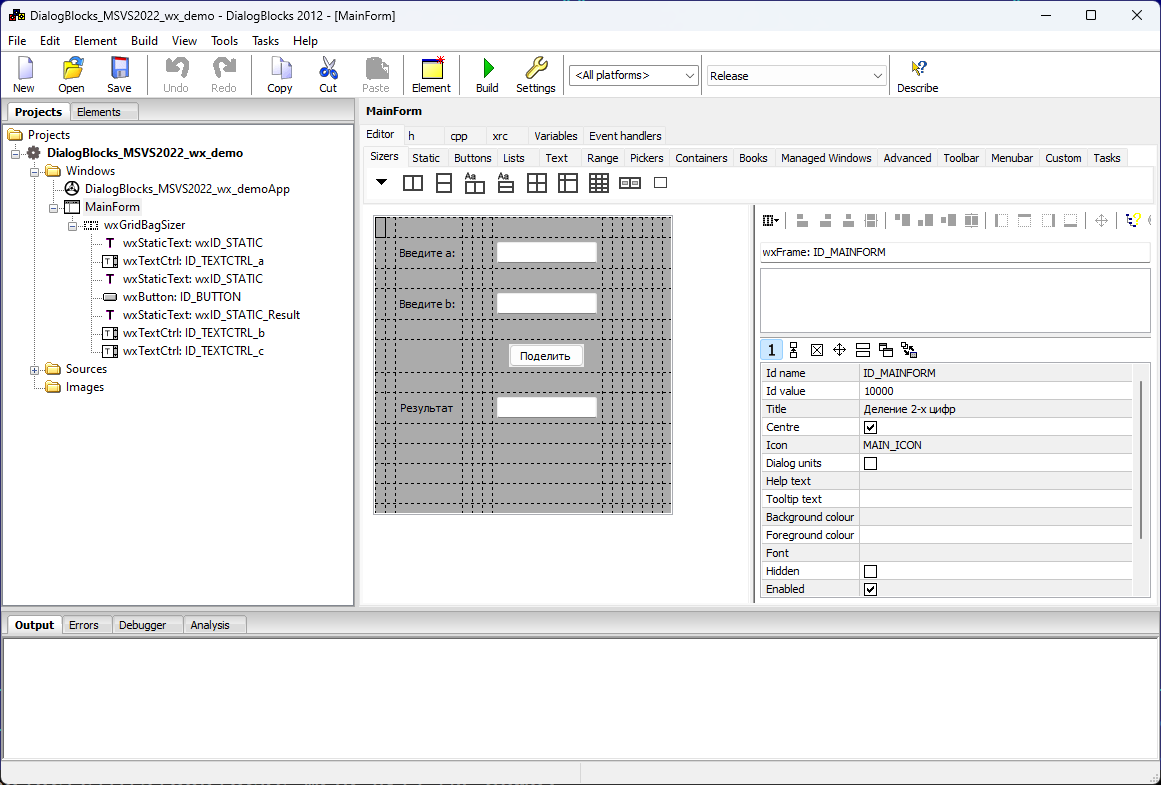 DialogBlocks_MSVS2022_wx_demo - DialogBlocks 2012 - [MainForm]
File Edit Element Build View Tools Tasks Help
New Open Save Undo Redo Copy Cut Paste Element Build Settings <All platforms> Release Describe
Projects Elements
Projects
DialogBlocks_MSVS2022_wx_demo
Windows
DialogBlocks_MSVS2022_wx_demoApp
MainForm
wxGridBagSizer
wxStaticText: wxID_STATIC
wxTextCtrl: ID_TEXTCTRL_a
wxStaticText: wxID_STATIC
wxButton: ID_BUTTON
wxStaticText: wxID_STATIC_Result
wxTextCtrl: ID_TEXTCTRL_b
wxTextCtrl: ID_TEXTCTRL_c
Sources
Images
MainForm
Editor h cpp xrc Variables Event handlers
Sizers Static Buttons Lists Text Range Pickers Containers Books Managed Windows Advanced Toolbar Menubar Custom Tasks
Aa Aa
Введите a:
Введите b:
Поделить
Результат
wxFrame: ID_MAINFORM
1
Id name ID_MAINFORM
Id value 10000
Title Деление 2-х цифр
Centre
Icon MAIN_ICON
Dialog units
Help text
Tooltip text
Background colour
Foreground colour
Font
Hidden
Enabled
Output Errors Debugger Analysis